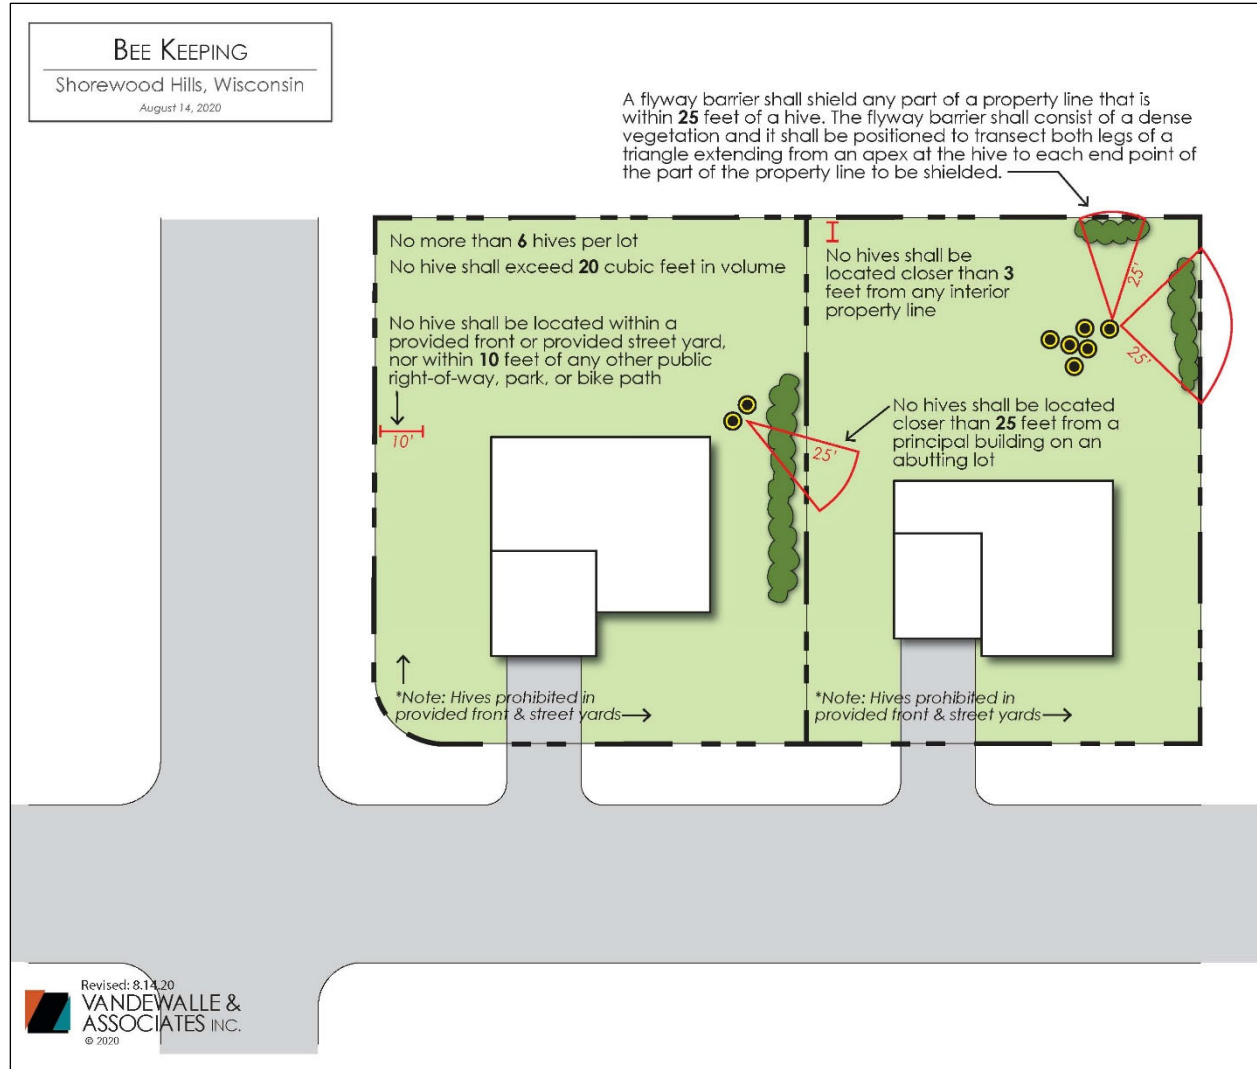 BEE KEEPING
Shorewood Hills, Wisconsin
August 14, 2020
A flyway barrier shall shield any part of a property line that is
within 25 feet of a hive. The flyway barrier shall consist of a dense
vegetation and it shall be positioned to transect both legs of a
triangle extending from an apex at the hive to each end point of
the part of the property line to be shielded.
No more than 6 hives per lot
No hive shall exceed 20 cubic feet in volume
No hives shall be
located closer than 3
feet from any interior
property line
25'
25'
No hive shall be located within a
provided front or provided street yard,
nor within 10 feet of any other public
right-of-way, park, or bike path
10'
No hives shall be located
closer than 25 feet from a
principal building on an
abutting lot
25'
*Note: Hives prohibited in
provided front & street yards
*Note: Hives prohibited in
provided front & street yards
Revised: 8.14.20
VANDEWALLE &
ASSOCIATES INC.
© 2020